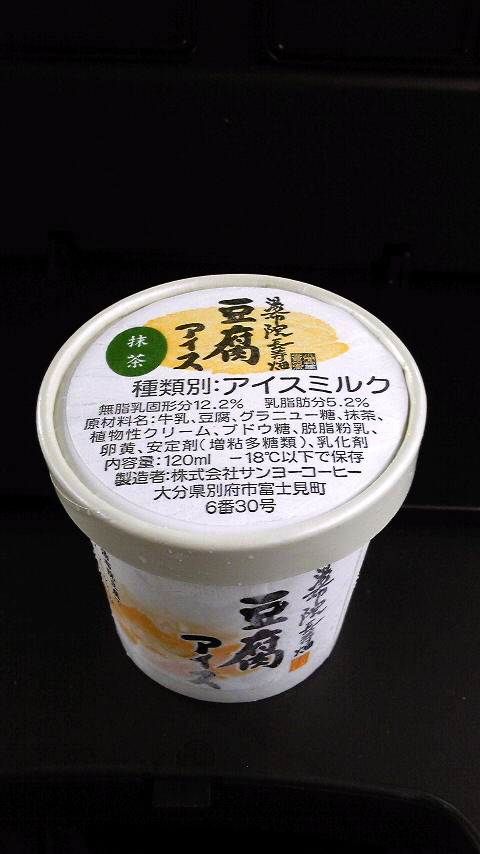 抹茶
湯布院長寿畑
豆腐
アイス
種類別:アイスミルク
無脂乳固形分12.2% 乳脂肪分5.2%
原材料名:牛乳、豆腐、グラニュー糖、抹茶、
植物性クリーム、ブドウ糖、脱脂粉乳、
卵黄、安定剤(増粘多糖類)、乳化剤
内容量:120ml −18℃以下で保存
製造者:株式会社サンヨーコーヒー
大分県別府市富士見町
6番30号
湯布院長寿畑
豆腐
アイス